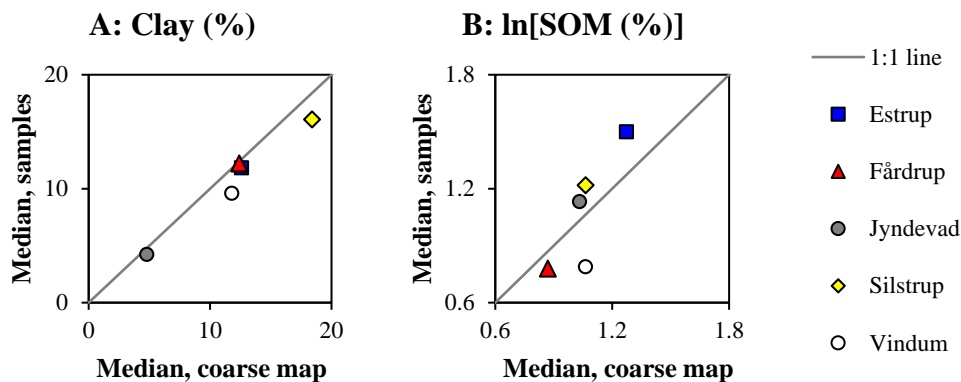 A: Clay (%)
B: ln[SOM (%)]
20
10
0
0
10
20
Median, samples
Median, coarse map
1.8
1.2
0.6
0.6
1.2
1.8
Median, samples
Median, coarse map
1:1 line
Estrup
Fårdrup
Jyndevad
Silstrup
Vindum